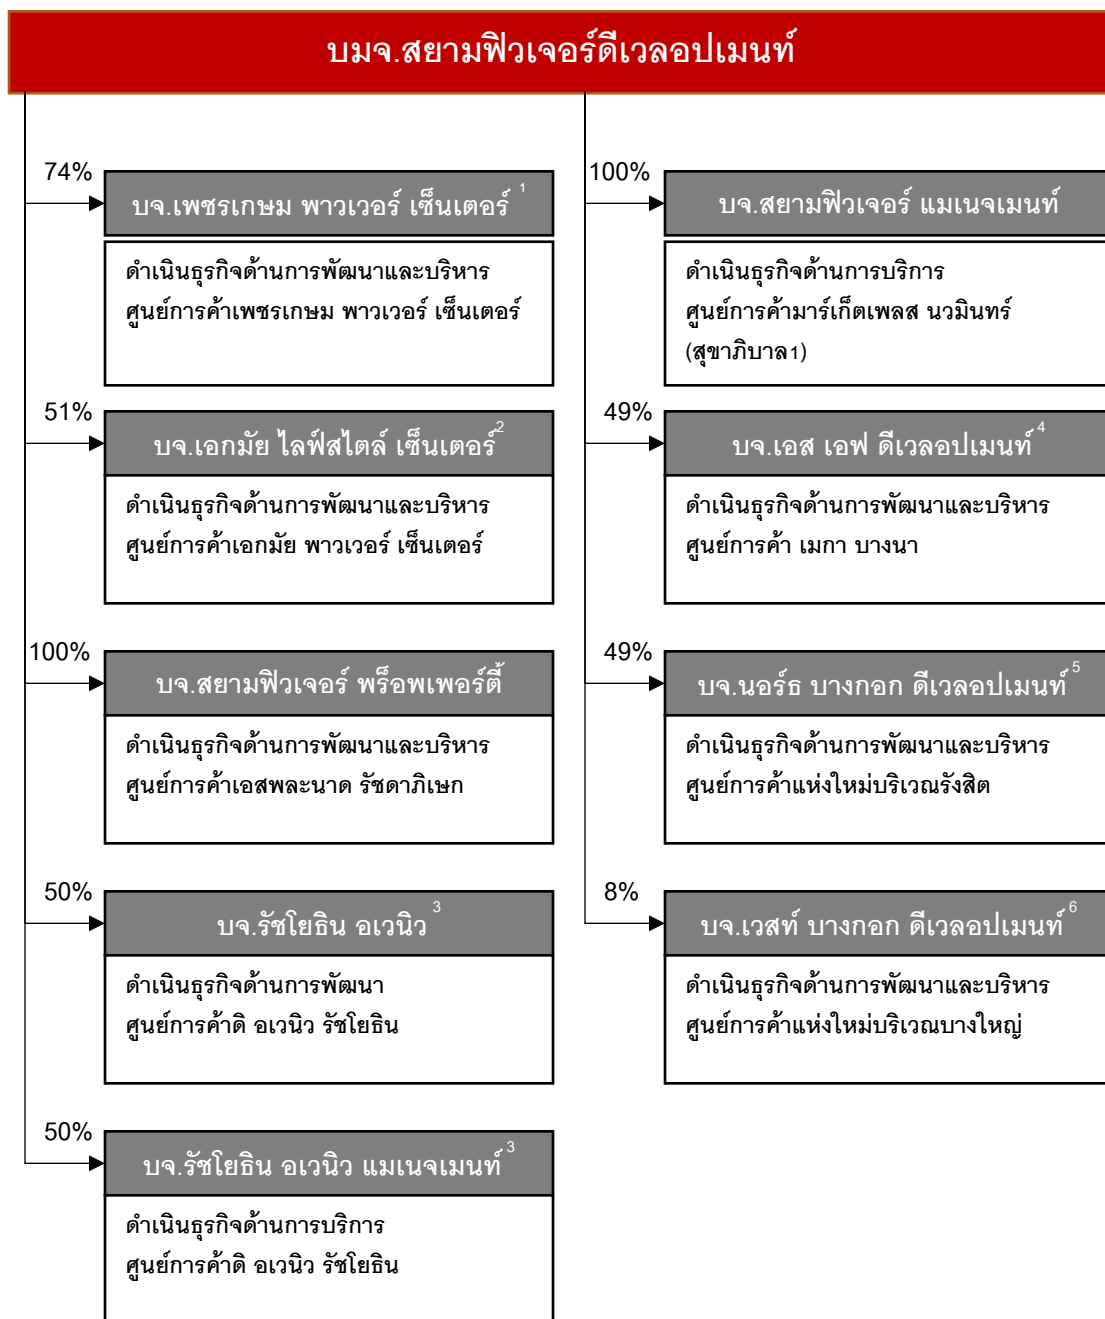 บมจ.สยามฟิวเจอร์ดีเวลอปเมนท์
74%
บจ.เพชรเกษม พาวเวอร์ เซ็นเตอร์ 1
ดำเนินธุรกิจด้านการพัฒนาและบริหาร
ศูนย์การค้าเพชรเกษม พาวเวอร์ เซ็นเตอร์
51%
บจ.เอกมัย ไลฟ์สไตล์ เซ็นเตอร์ 2
ดำเนินธุรกิจด้านการพัฒนาและบริหาร
ศูนย์การค้าเอกมัย พาวเวอร์ เซ็นเตอร์
100%
บจ.สยามฟิวเจอร์ พร็อพเพอร์ตี้
ดำเนินธุรกิจด้านการพัฒนาและบริหาร
ศูนย์การค้าเอสพละนาด รัชดาภิเษก
50%
บจ.รัชโยธิน อเวนิว 3
ดำเนินธุรกิจด้านการพัฒนา
ศูนย์การค้าดิ อเวนิว รัชโยธิน
50%
บจ.รัชโยธิน อเวนิว แมเนจเมนท์ 3
ดำเนินธุรกิจด้านการบริการ
ศูนย์การค้าดิ อเวนิว รัชโยธิน
100%
บจ.สยามฟิวเจอร์ แมเนจเมนท์
ดำเนินธุรกิจด้านการบริการ
ศูนย์การค้ามาร์เก็ตเพลส นวมินทร์
(สุขาภิบาล1)
49%
บจ.เอส เอฟ ดีเวลอปเมนท์ 4
ดำเนินธุรกิจด้านการพัฒนาและบริหาร
ศูนย์การค้า เมกา บางนา
49%
บจ.นอร์ธ บางกอก ดีเวลอปเมนท์ 5
ดำเนินธุรกิจด้านการพัฒนาและบริหาร
ศูนย์การค้าแห่งใหม่บริเวณรังสิต
8%
บจ.เวสท์ บางกอก ดีเวลอปเมนท์ 6
ดำเนินธุรกิจด้านการพัฒนาและบริหาร
ศูนย์การค้าแห่งใหม่บริเวณบางใหญ่